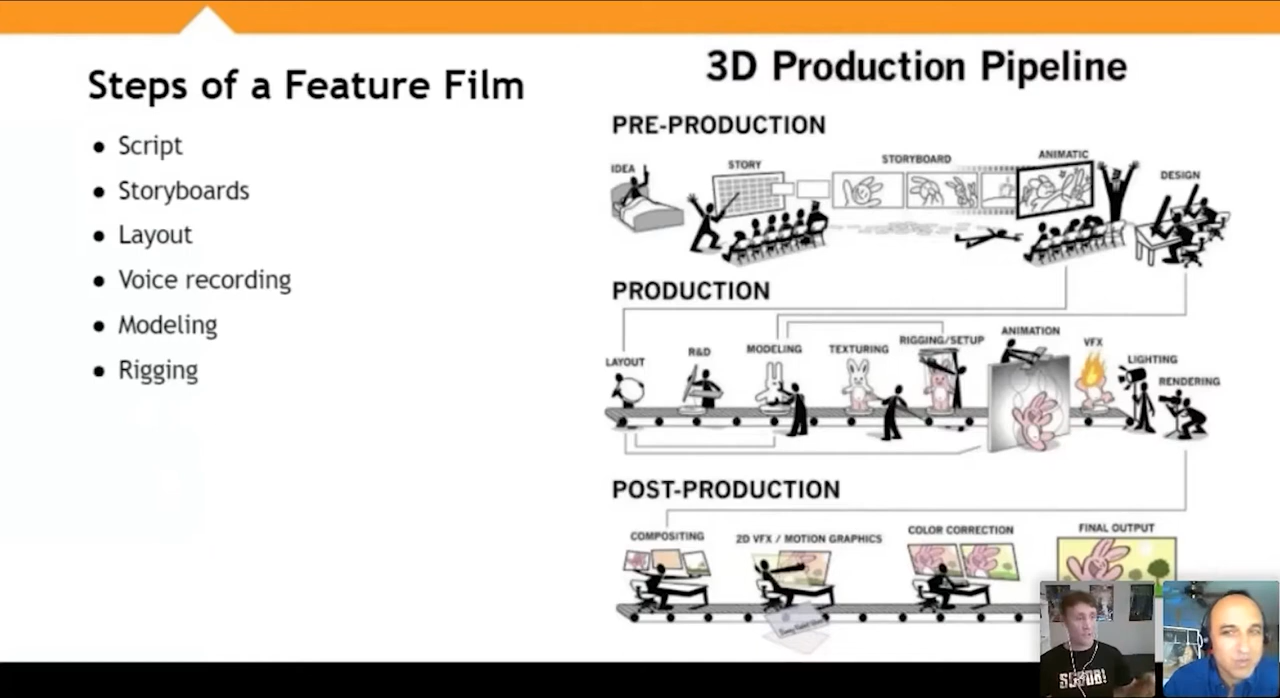 Steps of a Feature Film
● Script
● Storyboards
● Layout
● Voice recording
● Modeling
● Rigging
3D Production Pipeline
PRE-PRODUCTION
IDEA
STORY
STORYBOARD
ANIMATIC
DESIGN
PRODUCTION
LAYOUT
R&D
MODELING
TEXTURING
RIGGING/SETUP
ANIMATION
VFX
LIGHTING
RENDERING
POST-PRODUCTION
COMPOSITING
2D VFX / MOTION GRAPHICS
COLOR CORRECTION
FINAL OUTPUT